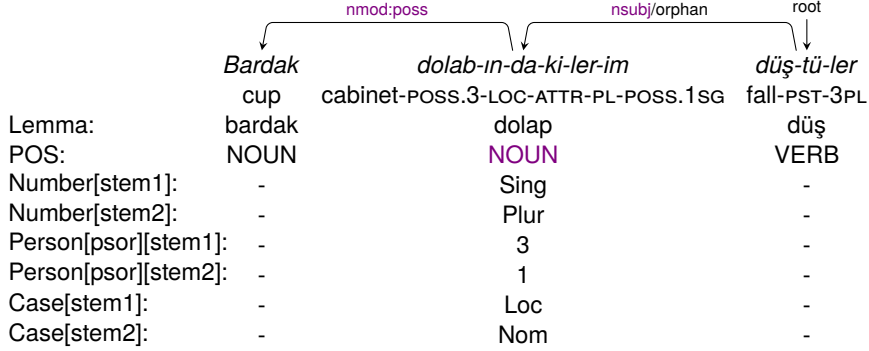 nmod:poss nsubj/orphan root
Bardak dolab-ın-da-ki-ler-im düş-tü-ler
cup cabinet-POSS.3-LOC-ATTR-PL-POSS.1SG fall-PST-3PL
Lemma: bardak dolap düş
POS: NOUN NOUN VERB
Number[stem1]: - Sing -
Number[stem2]: - Plur -
Person[psor][stem1]: - 3 -
Person[psor][stem2]: - 1 -
Case[stem1]: - Loc -
Case[stem2]: - Nom -